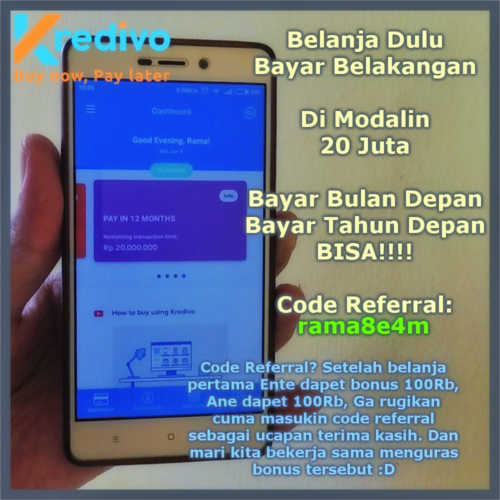 Kredivo
Buy now, Pay later
Dashboard
Good Evening, Rama!
PAY IN 12 MONTHS
Remaining transaction limit:
Rp 20,000,000
How to buy using Kredivo
Belanja Dulu
Bayar Belakangan
Di Modalin
20 Juta
Bayar Bulan Depan
Bayar Tahun Depan
BISA!!!!
Code Referral:
rama8e4m
Code Referral? Setelah belanja
pertama Ente dapet bonus 100Rb,
Ane dapet 100Rb, Ga rugikan
cuma masukin code referral
sebagai ucapan terima kasih. Dan
mari kita bekerja sama menguras
bonus tersebut :D